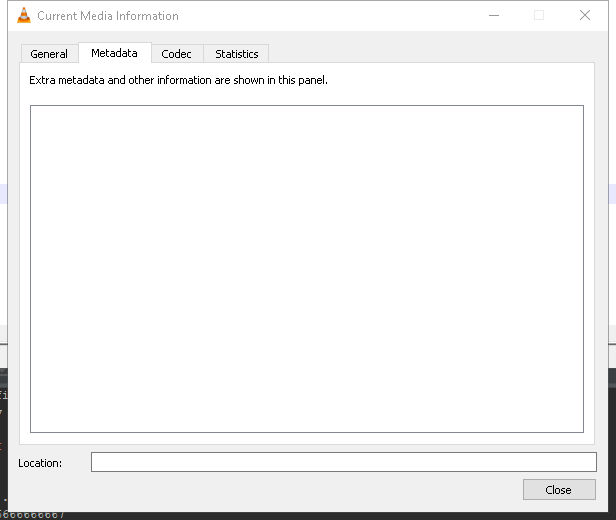 Current Media Information
General Metadata Codec Statistics
Extra metadata and other information are shown in this panel.
Location:
Close
6666666667